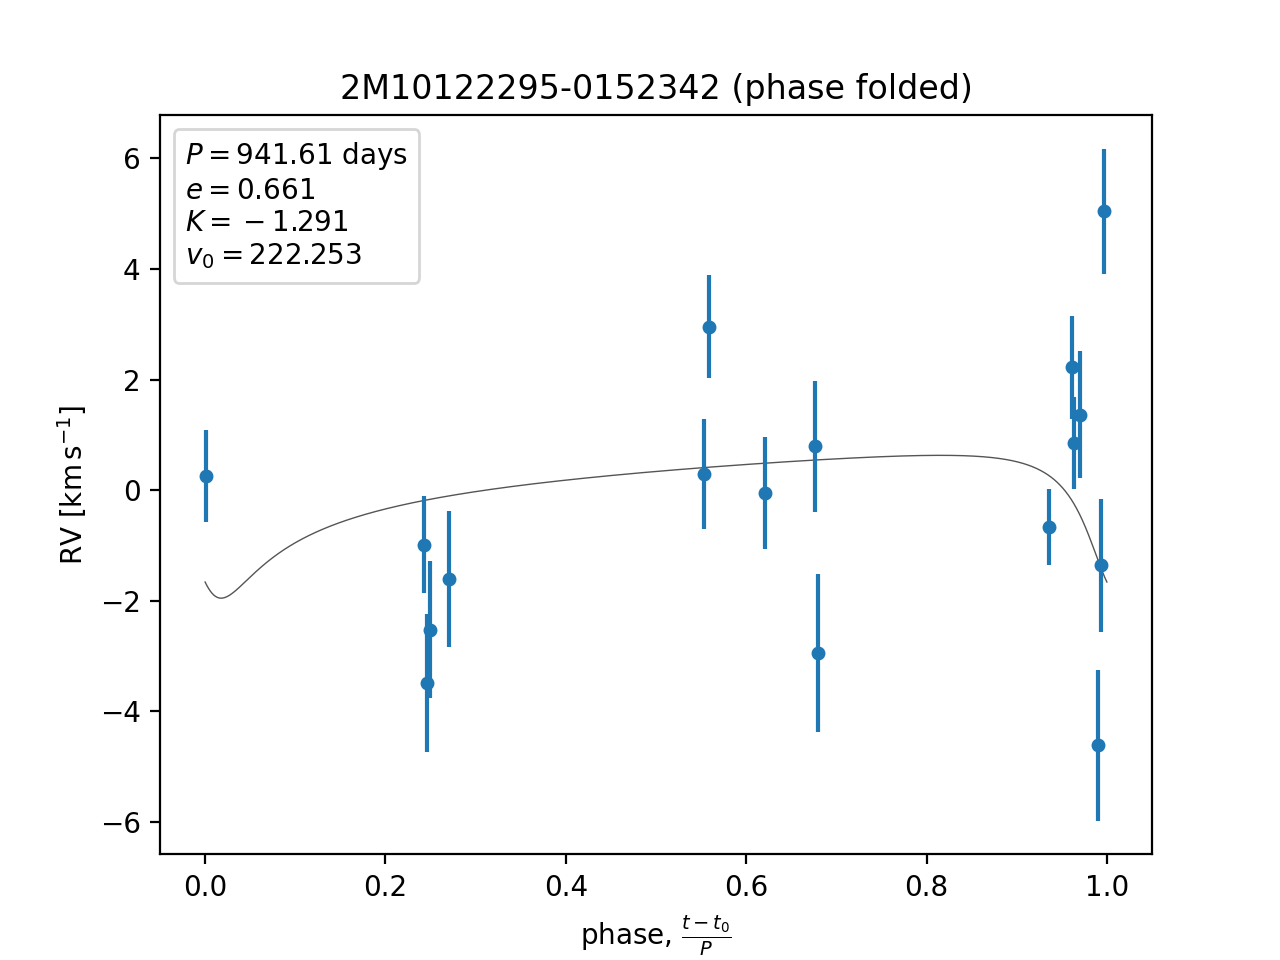 2M10122295-0152342 (phase folded)
P = 941.61 days
e = 0.661
K = −1.291
v₀ = 222.253
6
4
2
0
−2
−4
−6
RV [km s⁻¹]
0.0 0.2 0.4 0.6 0.8 1.0
phase, (t − t₀)/P